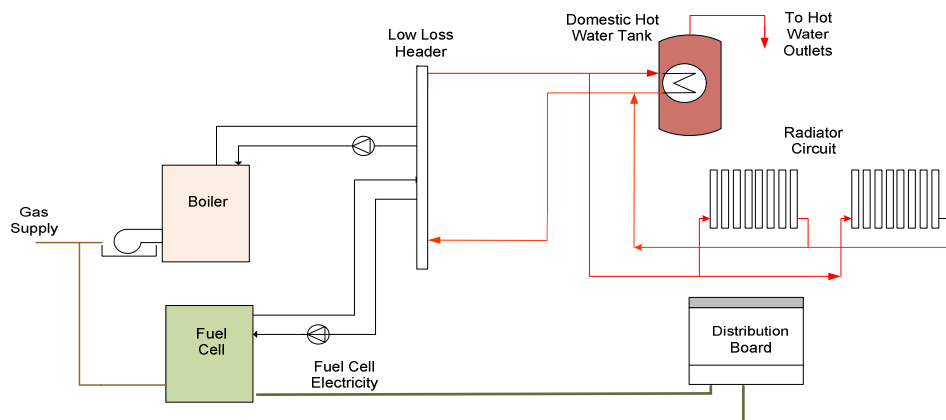 Low Loss
Header
Domestic Hot
Water Tank
To Hot
Water
Outlets
Radiator
Circuit
Boiler
Gas
Supply
Fuel
Cell
Fuel Cell
Electricity
Distribution
Board